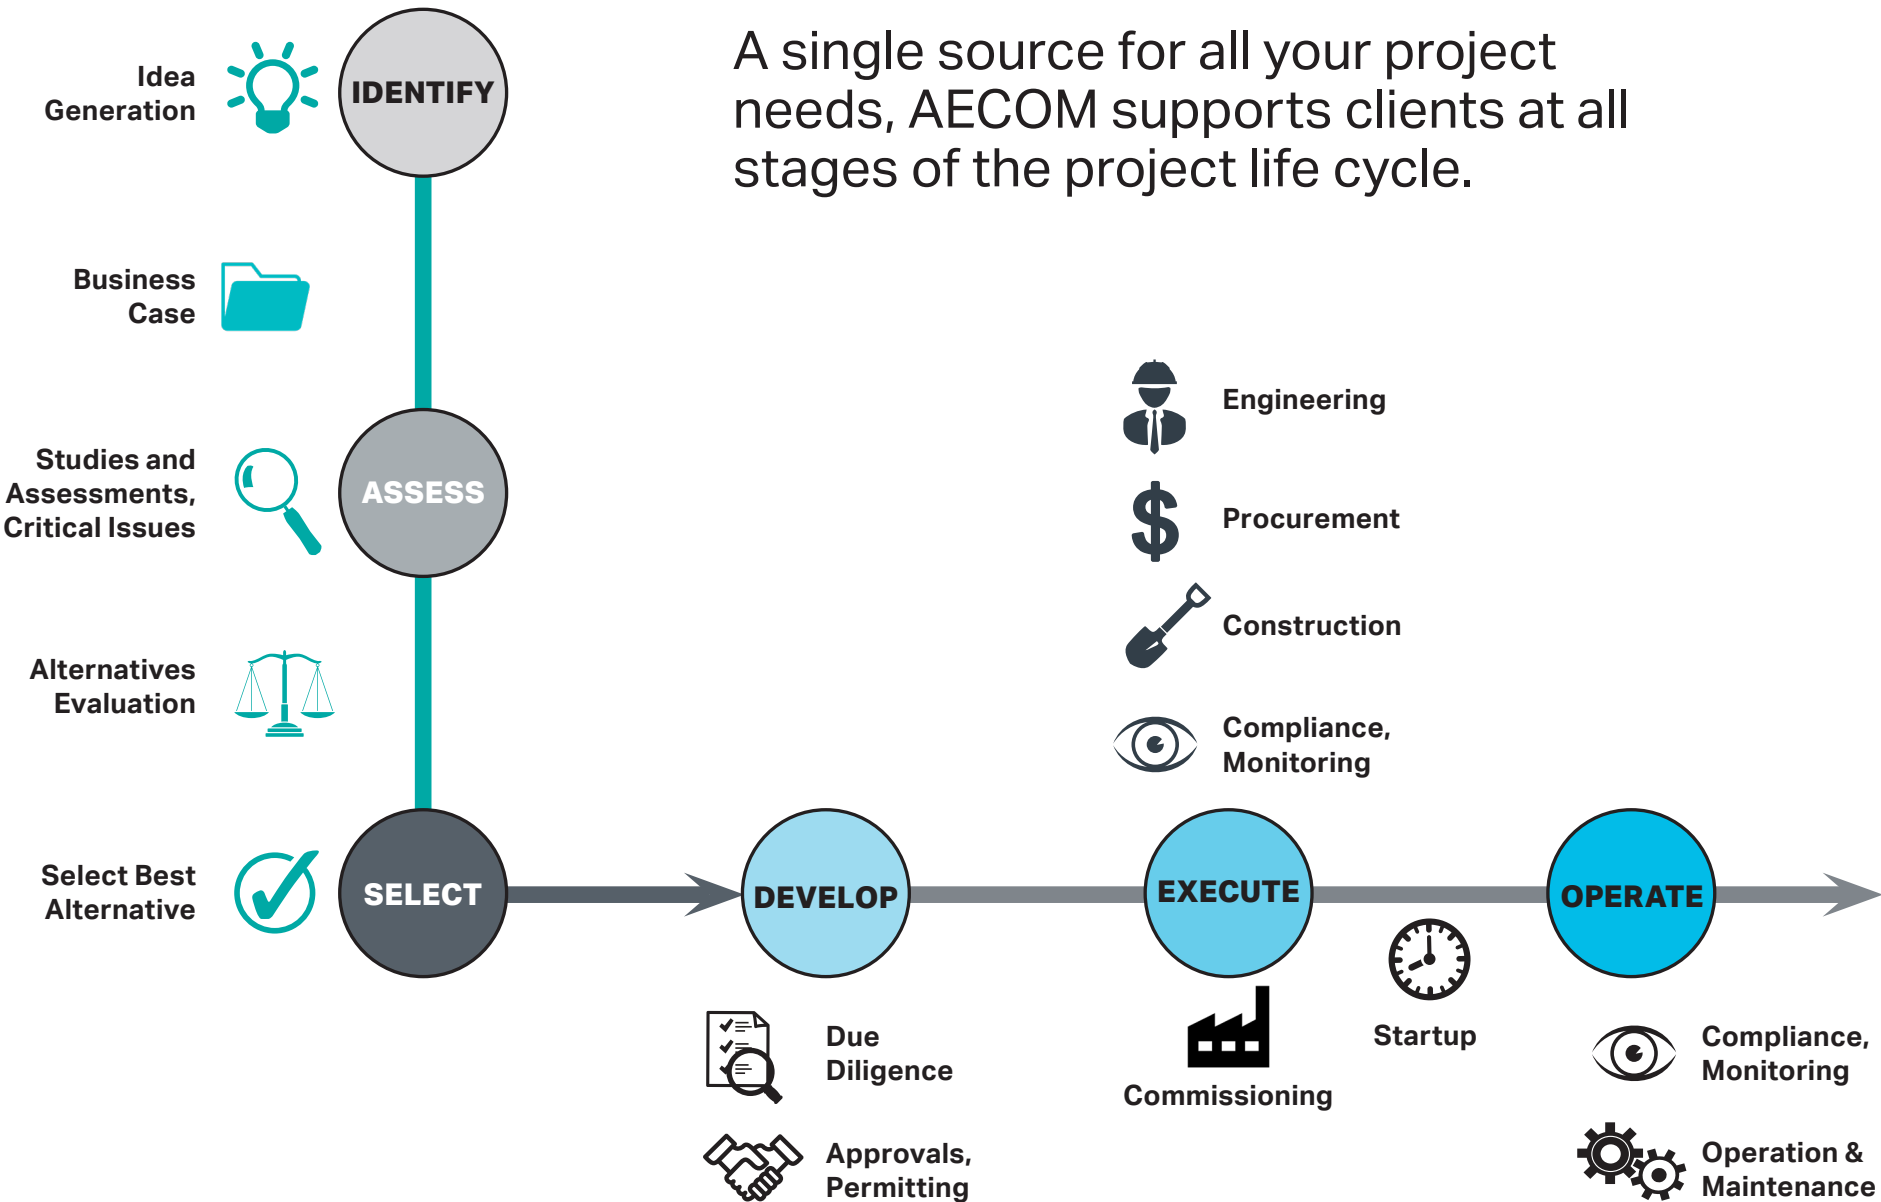 A single source for all your project
needs, AECOM supports clients at all
stages of the project life cycle.
Idea
Generation
IDENTIFY
Business
Case
Studies and
Assessments,
Critical Issues
ASSESS
Alternatives
Evaluation
Select Best
Alternative
SELECT
DEVELOP
Due
Diligence
Approvals,
Permitting
Engineering
Procurement
Construction
Compliance,
Monitoring
EXECUTE
Commissioning
Startup
OPERATE
Compliance,
Monitoring
Operation &
Maintenance